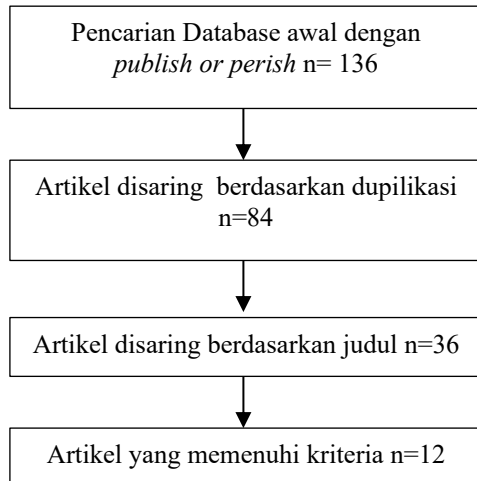 Pencarian Database awal dengan
publish or perish n= 136
Artikel disaring berdasarkan dupilikasi
n=84
Artikel disaring berdasarkan judul n=36
Artikel yang memenuhi kriteria n=12